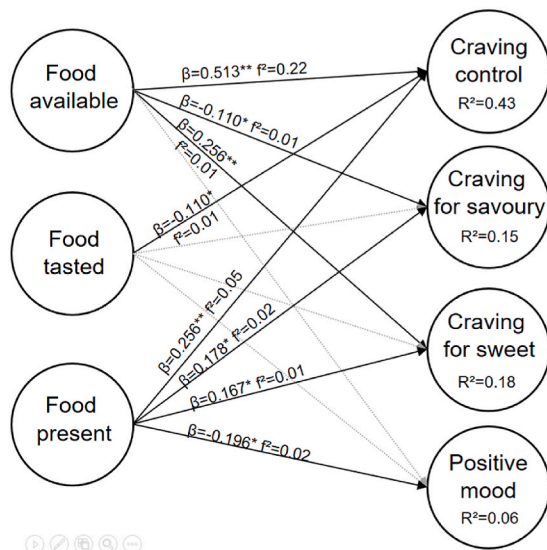 Food
available
Food
tasted
Food
present
β=0.513** f²=0.22
β=-0.110* f²=0.01
β=0.256**
f²=0.01
β=-0.110*
f²=0.01
β=0.256** f²=0.05
β=0.178* f²=0.02
β=0.167* f²=0.01
β=-0.196* f²=0.02
Craving
control
R²=0.43
Craving
for savoury
R²=0.15
Craving
for sweet
R²=0.18
Positive
mood
R²=0.06